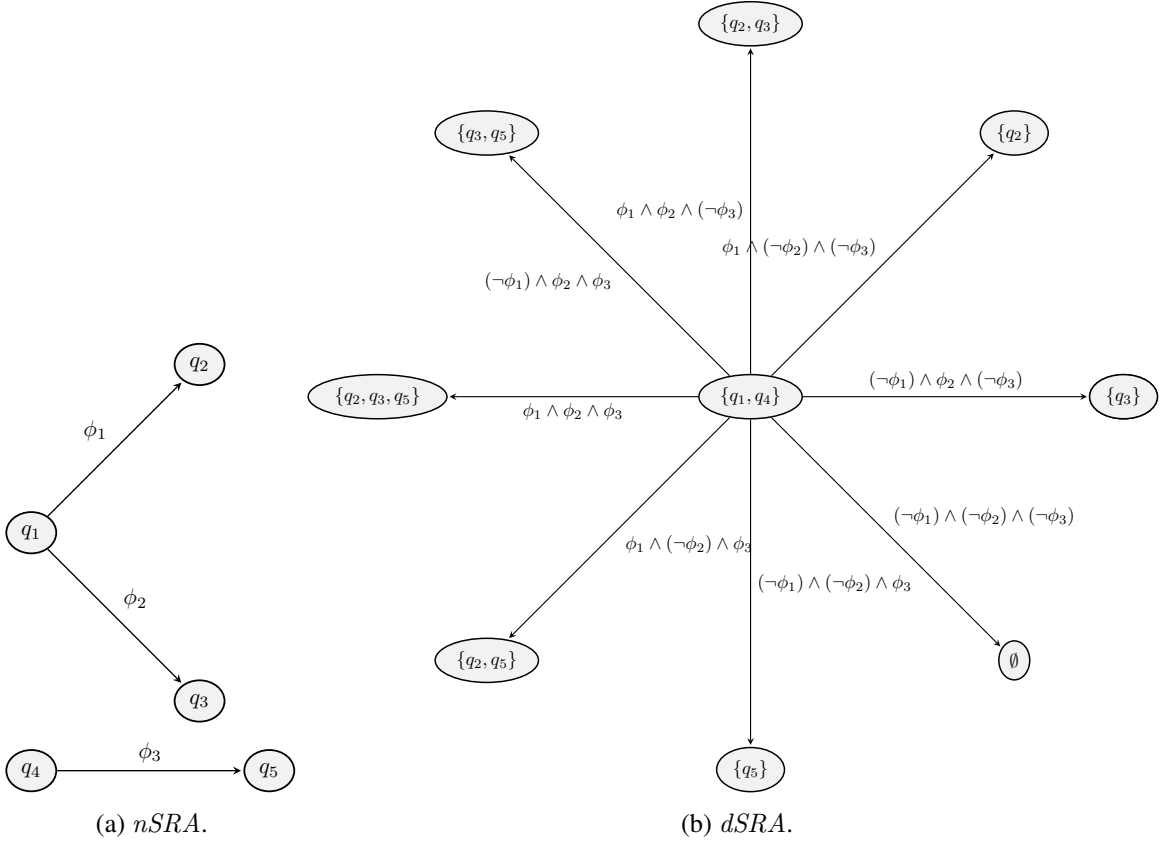 q₂
ϕ₁
q₁
ϕ₂
q₃
q₄
ϕ₃
q₅
(a) nSRA.
{q₂, q₃}
{q₃, q₅}
{q₂}
ϕ₁ ∧ ϕ₂ ∧ (¬ϕ₃)
ϕ₁ ∧ (¬ϕ₂) ∧ (¬ϕ₃)
(¬ϕ₁) ∧ ϕ₂ ∧ ϕ₃
{q₂, q₃, q₅}
ϕ₁ ∧ ϕ₂ ∧ ϕ₃
{q₁, q₄}
(¬ϕ₁) ∧ ϕ₂ ∧ (¬ϕ₃)
{q₃}
(¬ϕ₁) ∧ (¬ϕ₂) ∧ (¬ϕ₃)
ϕ₁ ∧ (¬ϕ₂) ∧ ϕ₃
(¬ϕ₁) ∧ (¬ϕ₂) ∧ ϕ₃
{q₂, q₅}
∅
{q₅}
(b) dSRA.